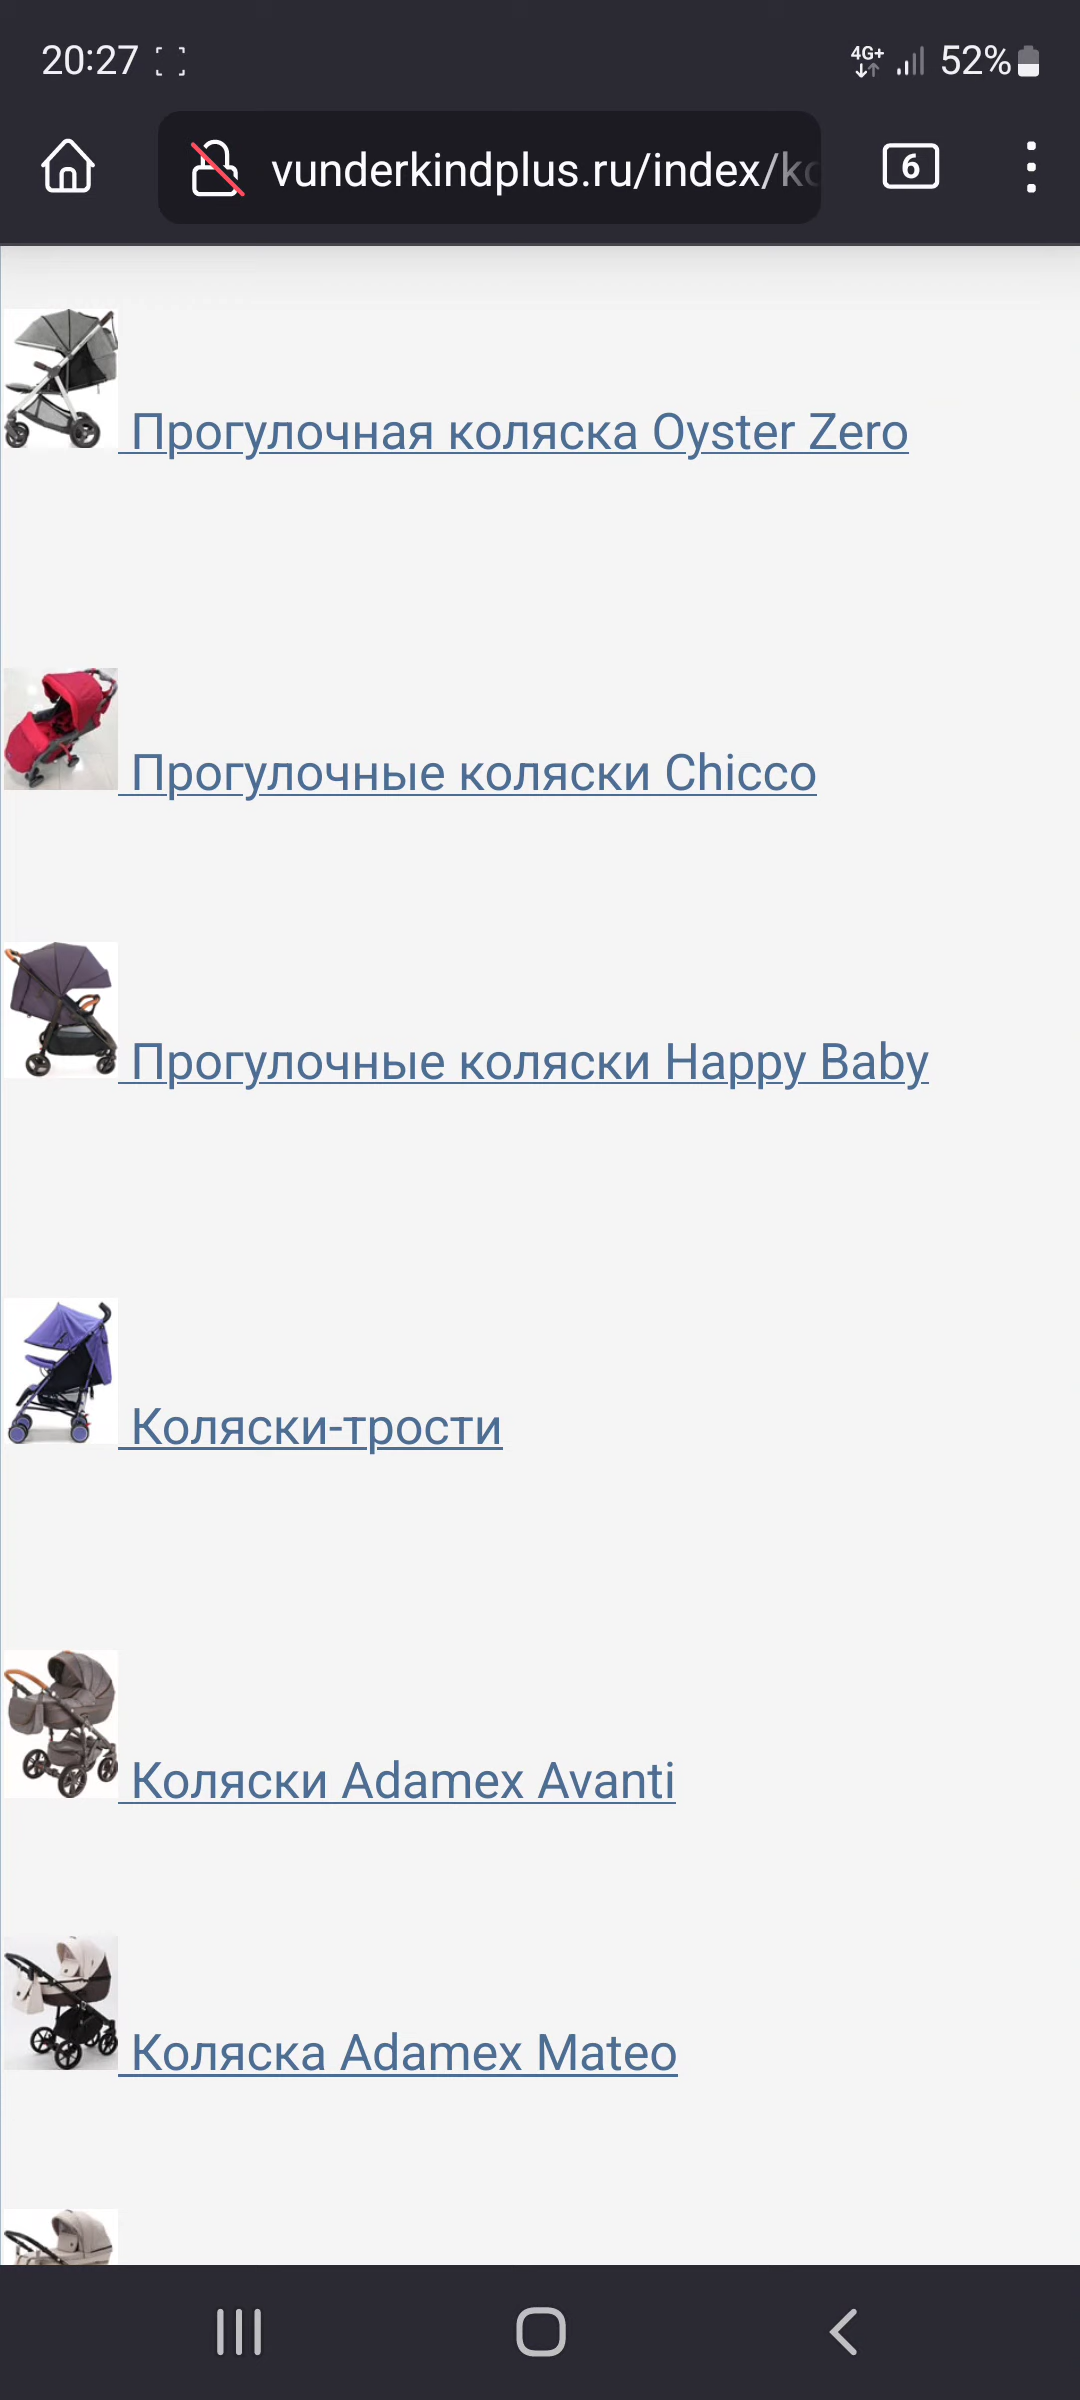 20:27
4G+ 52%
vunderkindplus.ru/index/ko
6
Прогулочная коляска Oyster Zero
Прогулочные коляски Chicco
Прогулочные коляски Happy Baby
Коляски-трости
Коляски Adamex Avanti
Коляска Adamex Mateo